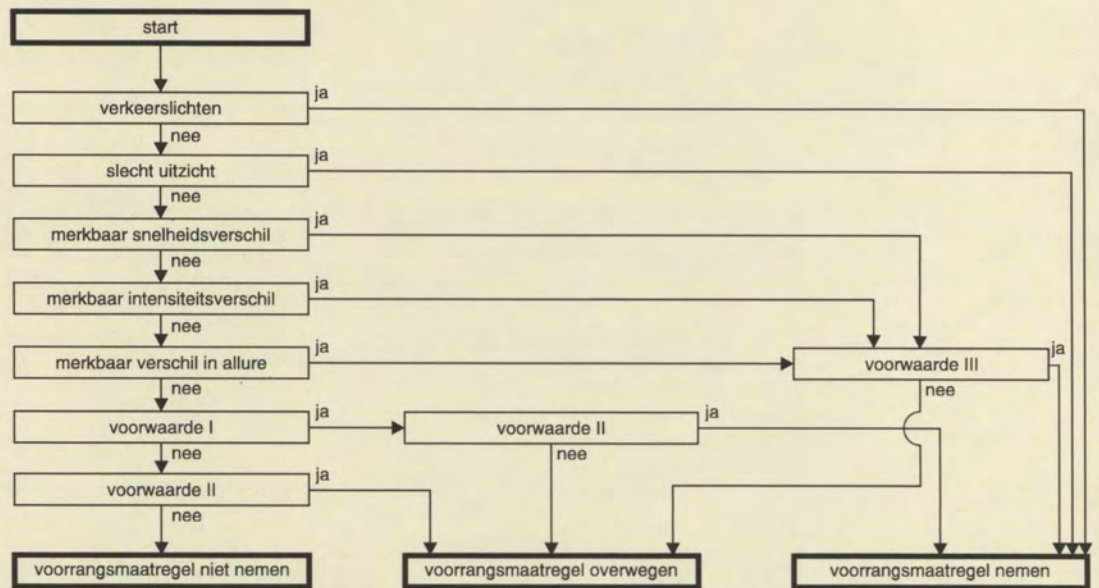 start
verkeerslichten
ja
nee
slecht uitzicht
ja
nee
merkbaar snelheidsverschil
ja
nee
merkbaar intensiteitsverschil
ja
nee
merkbaar verschil in allure
ja
voorwaarde III
ja
nee
nee
voorwaarde I
ja
voorwaarde II
ja
nee
nee
voorwaarde II
ja
nee
voorrangsmaatregel niet nemen
voorrangsmaatregel overwegen
voorrangsmaatregel nemen